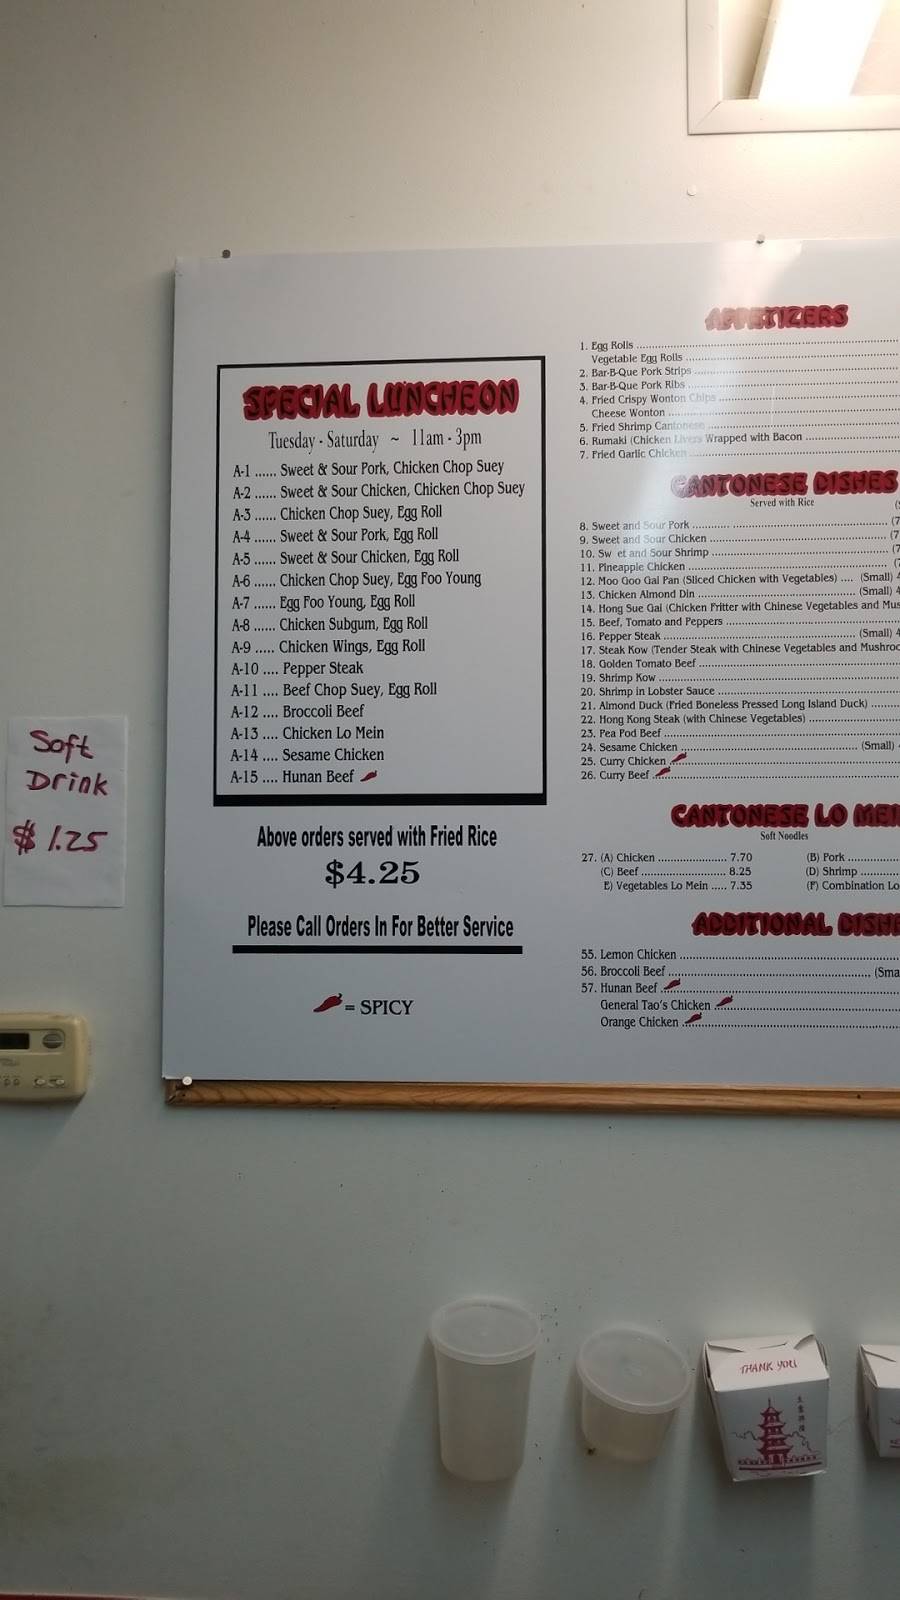 Soft
Drink
$ 1.25
SPECIAL LUNCHEON
Tuesday - Saturday ~ 11am - 3pm
A-1 ...... Sweet & Sour Pork, Chicken Chop Suey
A-2 ...... Sweet & Sour Chicken, Chicken Chop Suey
A-3 ...... Chicken Chop Suey, Egg Roll
A-4 ...... Sweet & Sour Pork, Egg Roll
A-5 ...... Sweet & Sour Chicken, Egg Roll
A-6 ...... Chicken Chop Suey, Egg Foo Young
A-7 ...... Egg Foo Young, Egg Roll
A-8 ...... Chicken Subgum, Egg Roll
A-9 ..... Chicken Wings, Egg Roll
A-10 .... Pepper Steak
A-11 .... Beef Chop Suey, Egg Roll
A-12 .... Broccoli Beef
A-13 .... Chicken Lo Mein
A-14 .... Sesame Chicken
A-15 .... Hunan Beef
Above orders served with Fried Rice
$4.25
Please Call Orders In For Better Service
= SPICY
APPETIZERS
1. Egg Rolls
Vegetable Egg Rolls
2. Bar-B-Que Pork Strips
3. Bar-B-Que Pork Ribs
4. Fried Crispy Wonton Chips
Cheese Wonton
5. Fried Shrimp Cantonese
6. Rumaki (Chicken Livers Wrapped with Bacon
7. Fried Garlic Chicken
CANTONESE DISHES
Served with Rice
8. Sweet and Sour Pork
9. Sweet and Sour Chicken
10. Sw et and Sour Shrimp
11. Pineapple Chicken
12. Moo Goo Gai Pan (Sliced Chicken with Vegetables) .... (Small)
13. Chicken Almond Din (Small)
14. Hong Sue Gai (Chicken Fritter with Chinese Vegetables and Mus
15. Beef, Tomato and Peppers
16. Pepper Steak (Small)
17. Steak Kow (Tender Steak with Chinese Vegetables and Mushroo
18. Golden Tomato Beef
19. Shrimp Kow
20. Shrimp in Lobster Sauce
21. Almond Duck (Fried Boneless Pressed Long Island Duck)
22. Hong Kong Steak (with Chinese Vegetables)
23. Pea Pod Beef
24. Sesame Chicken (Small)
25. Curry Chicken
26. Curry Beef
CANTONESE LO MEIN
Soft Noodles
27. (A) Chicken 7.70 (B) Pork
(C) Beef 8.25 (D) Shrimp
E) Vegetables Lo Mein ..... 7.35 (F) Combination Lo
ADDITIONAL DISHE
55. Lemon Chicken
56. Broccoli Beef (Sma
57. Hunan Beef
General Tao's Chicken
Orange Chicken
THANK YOU